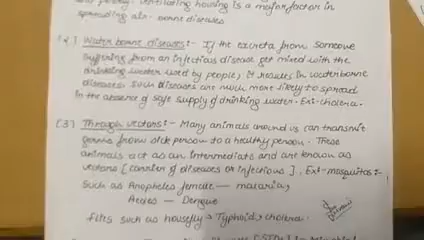 ventilating housing is a major factor in
spreading air-borne diseases
(2) Water borne diseases:- If the excreta from someone
suffering from an infectious disease get mixed with the
drinking water used by people, it results in waterborne
diseases. Such diseases are much more likely to spread
in the absence of safe supply of drinking water. Ex:- cholera.
(3) Through vectors:- Many animals around us can transmit
germs from sick person to a healthy person. These
animals act as an intermediate and are known as
vectors [carrier of diseases or infections]. Ext- mosquitos:-
such as Anopheles female — malaria,
Aedes — Dengue
flies such as housefly → Typhoid, cholera.